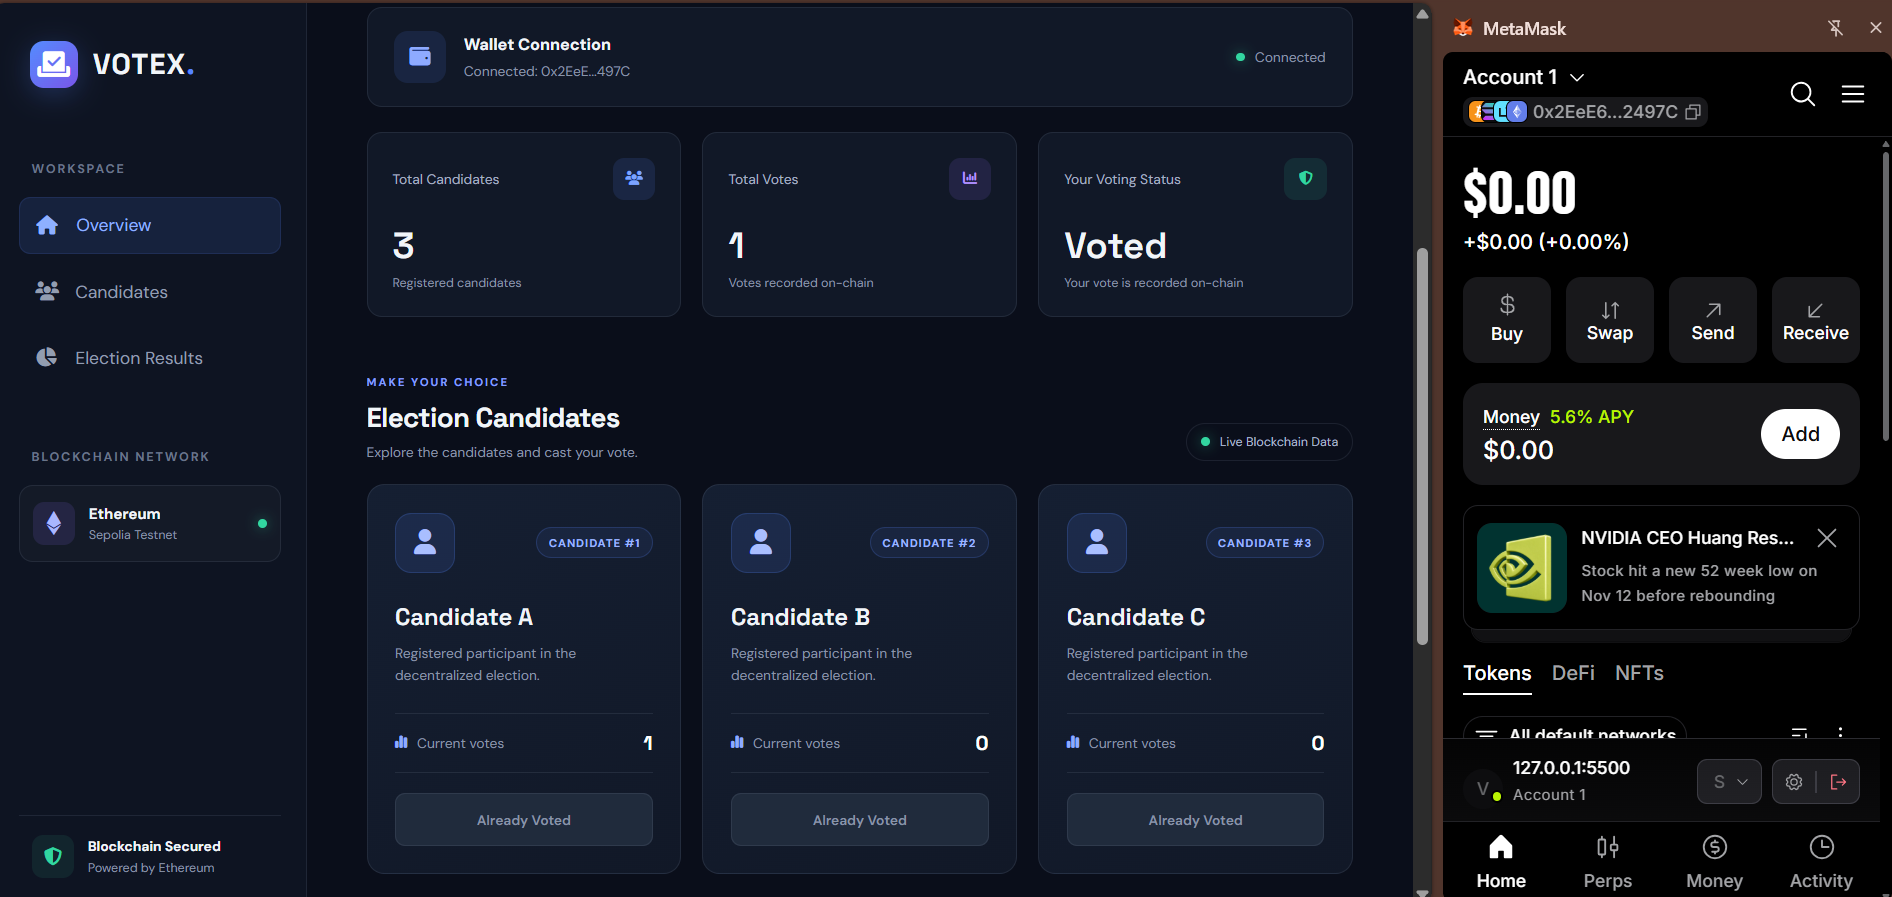 VOTEX.
WORKSPACE
Overview
Candidates
Election Results
BLOCKCHAIN NETWORK
Ethereum
Sepolia Testnet
Blockchain Secured
Powered by Ethereum
Wallet Connection
Connected: 0x2EeE...497C
Connected
Total Candidates
3
Registered candidates
Total Votes
1
Votes recorded on-chain
Your Voting Status
Voted
Your vote is recorded on-chain
MAKE YOUR CHOICE
Election Candidates
Explore the candidates and cast your vote.
Live Blockchain Data
CANDIDATE #1
Candidate A
Registered participant in the
decentralized election.
Current votes 1
Already Voted
CANDIDATE #2
Candidate B
Registered participant in the
decentralized election.
Current votes 0
Already Voted
CANDIDATE #3
Candidate C
Registered participant in the
decentralized election.
Current votes 0
Already Voted
MetaMask
Account 1
0x2EeE6...2497C
$0.00
+$0.00 (+0.00%)
Buy
Swap
Send
Receive
Money 5.6% APY
$0.00
Add
NVIDIA CEO Huang Res...
Stock hit a new 52 week low on
Nov 12 before rebounding
Tokens DeFi NFTs
All default networks
V
127.0.0.1:5500
Account 1
S
Home
Perps
Money
Activity